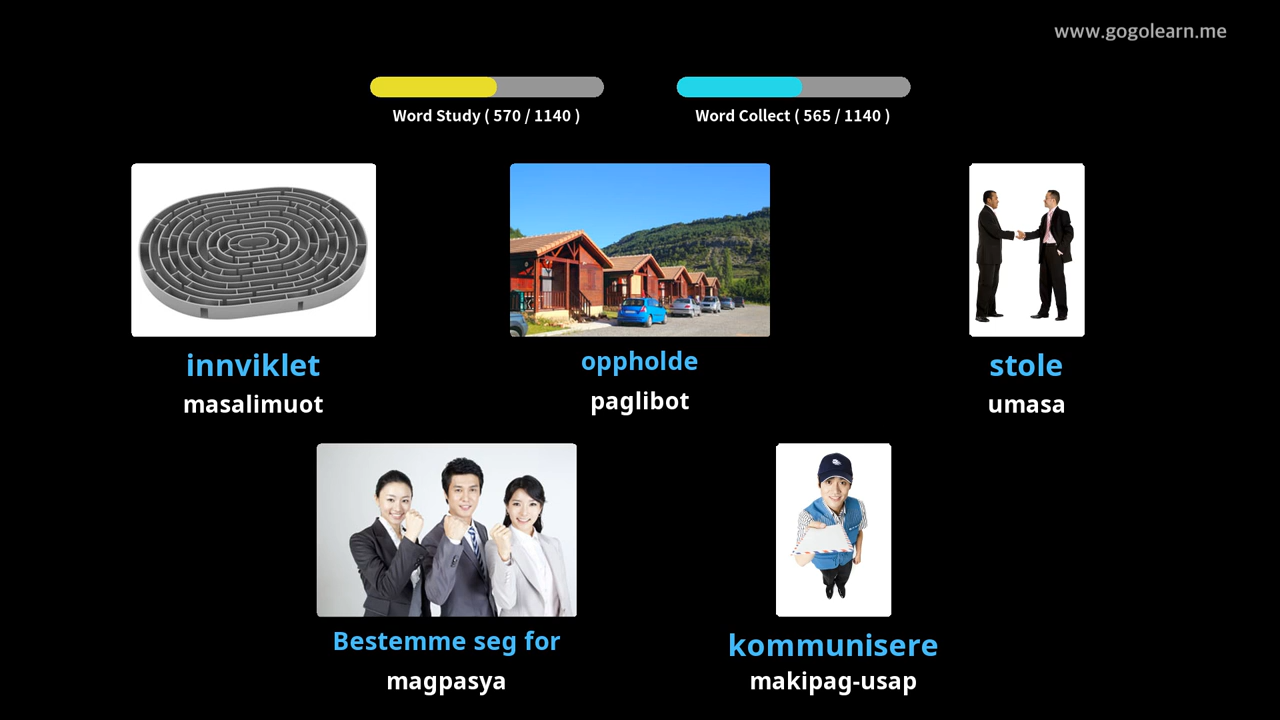 www.gogolearn.me
Word Study ( 570 / 1140 )
Word Collect ( 565 / 1140 )
innviklet
masalimuot
oppholde
paglibot
stole
umasa
Bestemme seg for
magpasya
kommunisere
makipag-usap